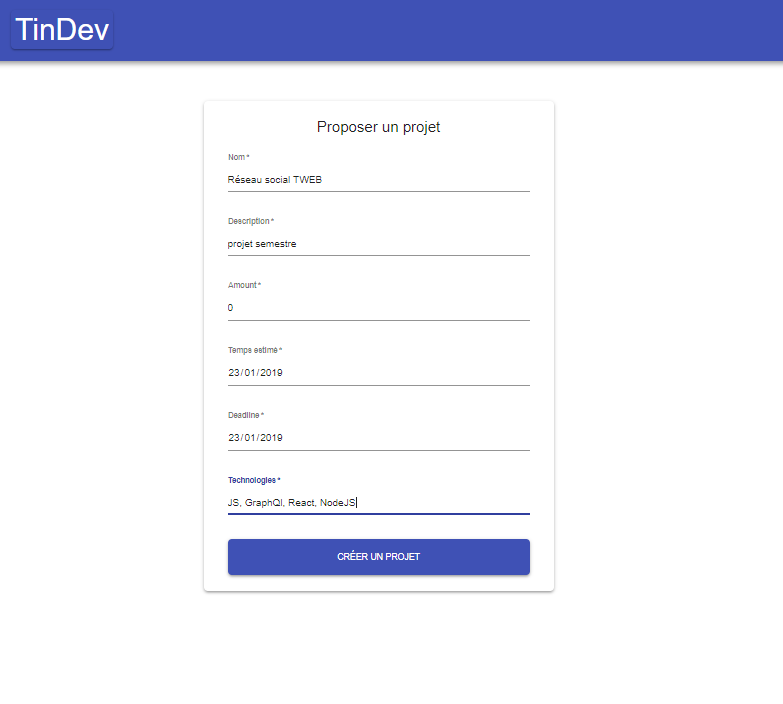 TinDev
Proposer un projet
Nom *
Réseau social TWEB
Description *
projet semestre
Amount *
0
Temps estimé *
23/01/2019
Deadline *
23/01/2019
Technologies *
JS, GraphQl, React, NodeJS
CRÉER UN PROJET